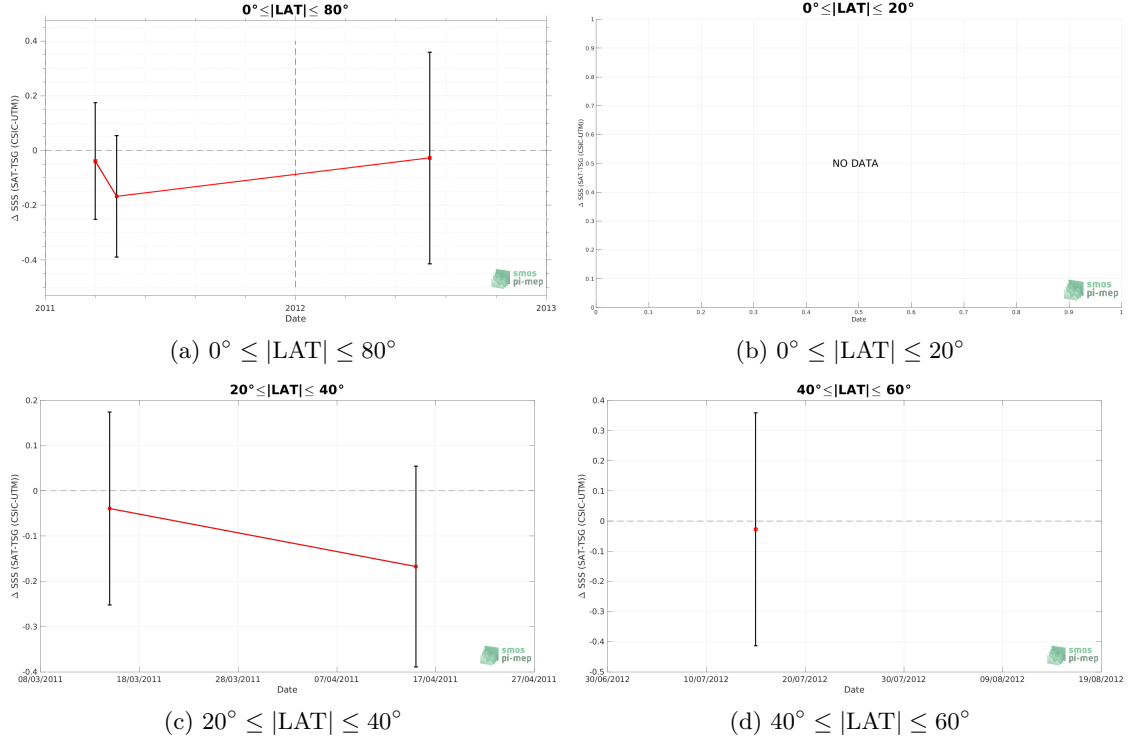 0°≤|LAT|≤ 80°
Δ SSS (SAT-TSG (CSIC-UTM))
0.4
0.2
0
-0.2
-0.4
2011
2012
2013
Date
smos
pi-mep
(a) 0° ≤ |LAT| ≤ 80°
0°≤|LAT|≤ 20°
Δ SSS (SAT-TSG (CSIC-UTM))
1
0.9
0.8
0.7
0.6
0.5
0.4
0.3
0.2
0.1
0
NO DATA
0
0.1
0.2
0.3
0.4
0.5
0.6
0.7
0.8
0.9
1
Date
smos
pi-mep
(b) 0° ≤ |LAT| ≤ 20°
20°≤|LAT|≤ 40°
Δ SSS (SAT-TSG (CSIC-UTM))
0.2
0.1
0
-0.1
-0.2
-0.3
-0.4
08/03/2011
18/03/2011
28/03/2011
07/04/2011
17/04/2011
27/04/2011
Date
smos
pi-mep
(c) 20° ≤ |LAT| ≤ 40°
40°≤|LAT|≤ 60°
Δ SSS (SAT-TSG (CSIC-UTM))
0.4
0.3
0.2
0.1
0
-0.1
-0.2
-0.3
-0.4
-0.5
30/06/2012
10/07/2012
20/07/2012
30/07/2012
09/08/2012
19/08/2012
Date
smos
pi-mep
(d) 40° ≤ |LAT| ≤ 60°